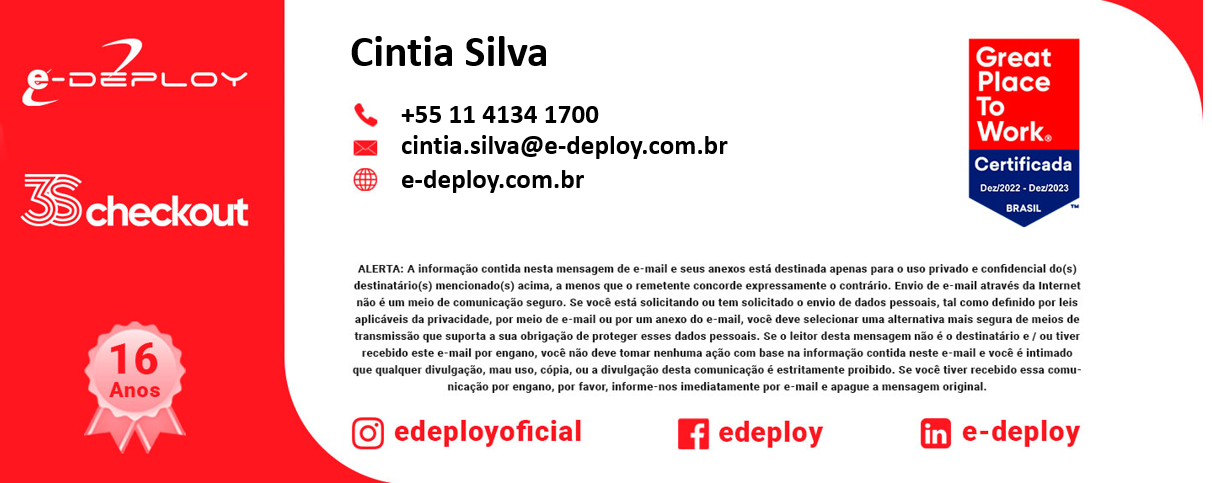 e-DEPLOY
3S checkout
16
Anos
Cintia Silva
+55 11 4134 1700
cintia.silva@e-deploy.com.br
e-deploy.com.br
Great
Place
To
Work®
Certificada
Dez/2022 - Dez/2023
BRASIL
™
ALERTA: A informação contida nesta mensagem de e-mail e seus anexos está destinada apenas para o uso privado e confidencial do(s)
destinatário(s) mencionado(s) acima, a menos que o remetente concorde expressamente o contrário. Envio de e-mail através da Internet
não é um meio de comunicação seguro. Se você está solicitando ou tem solicitado o envio de dados pessoais, tal como definido por leis
aplicáveis da privacidade, por meio de e-mail ou por um anexo do e-mail, você deve selecionar uma alternativa mais segura de meios de
transmissão que suporta a sua obrigação de proteger esses dados pessoais. Se o leitor desta mensagem não é o destinatário e / ou tiver
recebido este e-mail por engano, você não deve tomar nenhuma ação com base na informação contida neste e-mail e você é intimado
que qualquer divulgação, mau uso, cópia, ou a divulgação desta comunicação é estritamente proibido. Se você tiver recebido essa comu-
nicação por engano, por favor, informe-nos imediatamente por e-mail e apague a mensagem original.
edeployoficial
edeploy
e-deploy